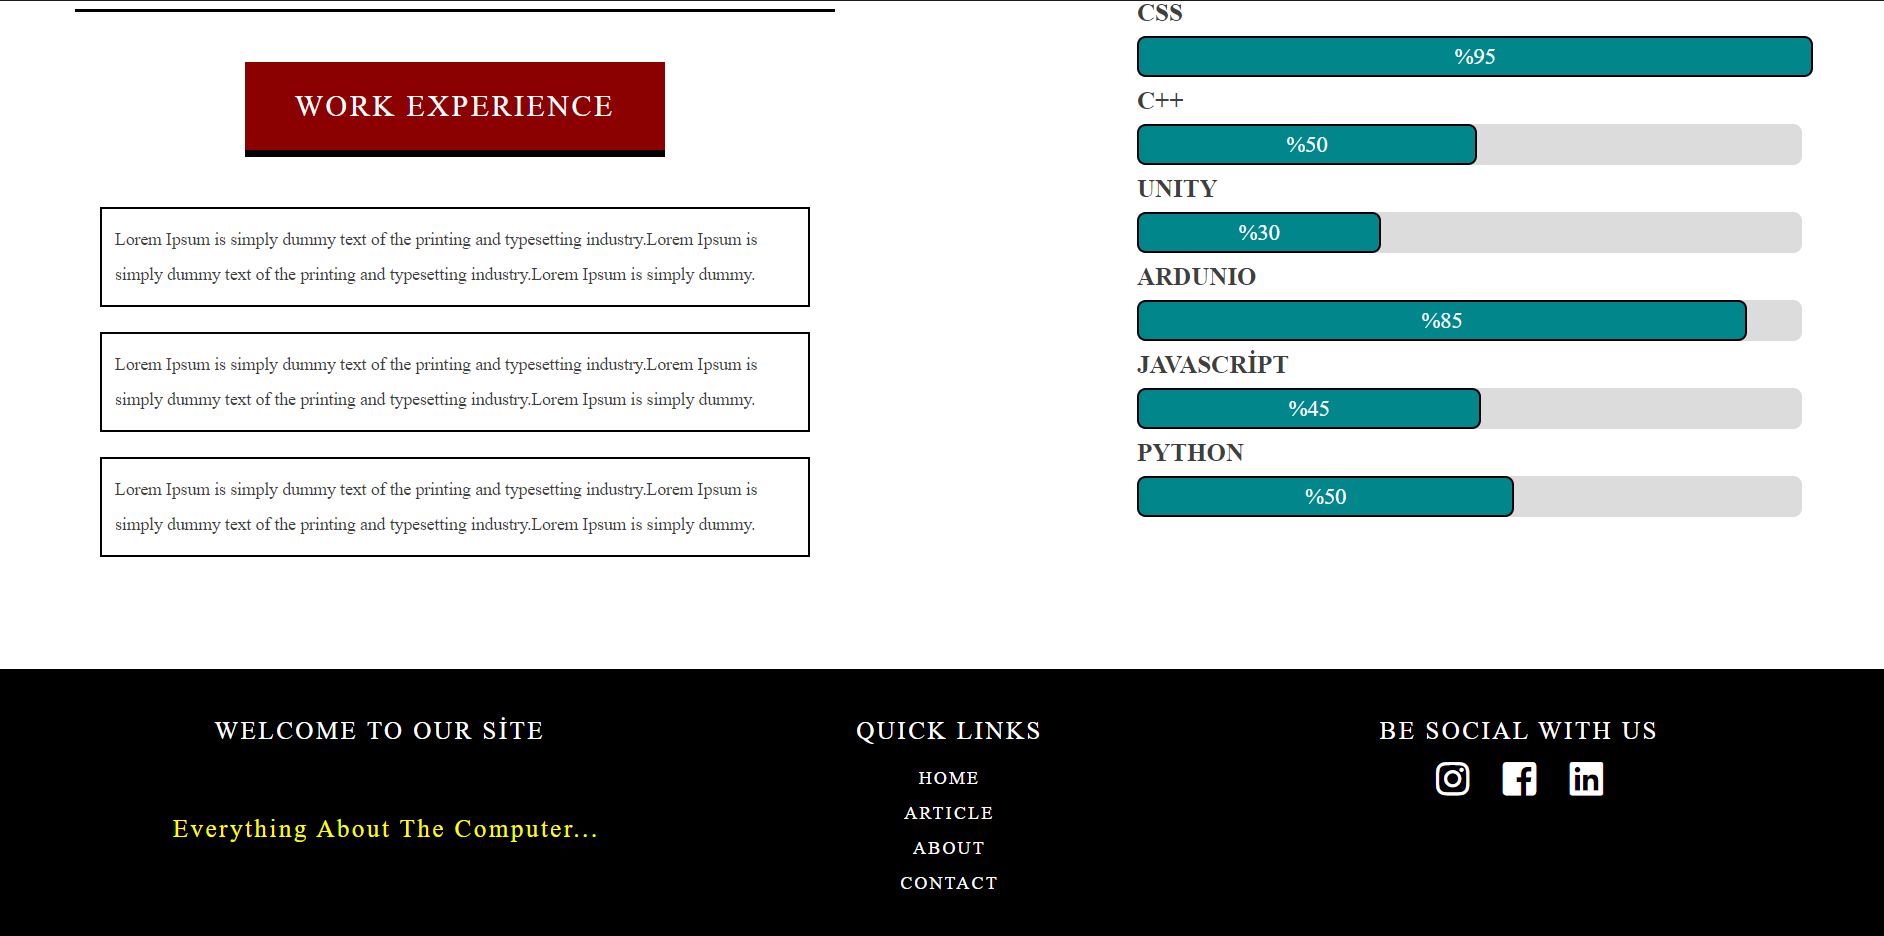 WORK EXPERIENCE
Lorem Ipsum is simply dummy text of the printing and typesetting industry.Lorem Ipsum is
simply dummy text of the printing and typesetting industry.Lorem Ipsum is simply dummy.
Lorem Ipsum is simply dummy text of the printing and typesetting industry.Lorem Ipsum is
simply dummy text of the printing and typesetting industry.Lorem Ipsum is simply dummy.
Lorem Ipsum is simply dummy text of the printing and typesetting industry.Lorem Ipsum is
simply dummy text of the printing and typesetting industry.Lorem Ipsum is simply dummy.
CSS
%95
C++
%50
UNITY
%30
ARDUNIO
%85
JAVASCRİPT
%45
PYTHON
%50
WELCOME TO OUR SİTE
Everything About The Computer...
QUICK LINKS
HOME
ARTICLE
ABOUT
CONTACT
BE SOCIAL WITH US